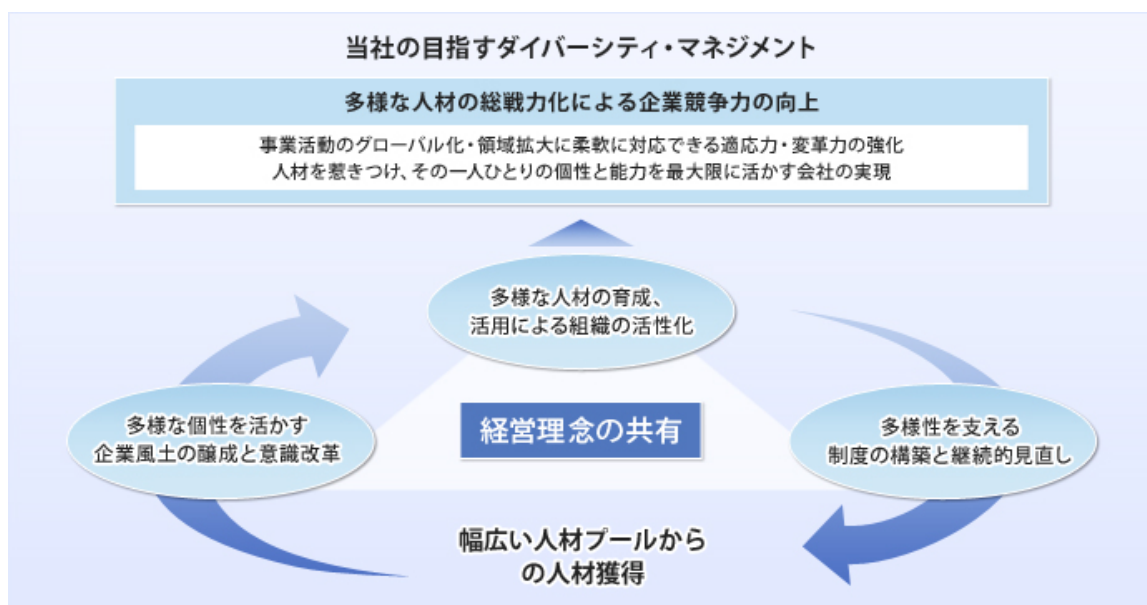 当社の目指すダイバーシティ・マネジメント
多様な人材の総戦力化による企業競争力の向上
事業活動のグローバル化・領域拡大に柔軟に対応できる適応力・変革力の強化
人材を惹きつけ、その一人ひとりの個性と能力を最大限に活かす会社の実現
多様な人材の育成、
活用による組織の活性化
多様な個性を活かす
企業風土の醸成と意識改革
経営理念の共有
多様性を支える
制度の構築と継続的見直し
幅広い人材プールから
の人材獲得